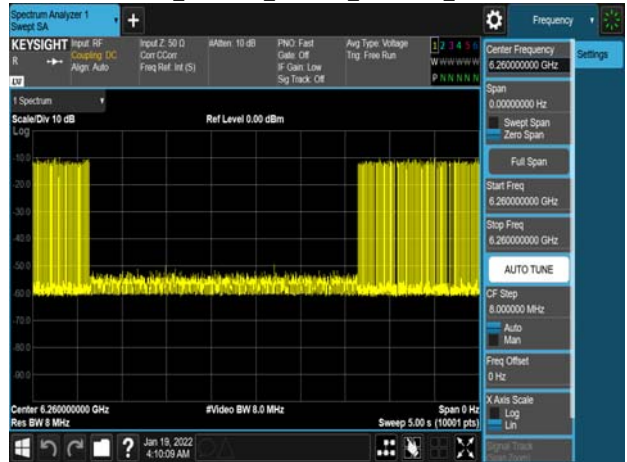 Spectrum Analyzer 1
Swept SA
+
Frequency
KEYSIGHT
Input: RF
Coupling: DC
Align: Auto
Input Z: 50 Ω
Corr CCorr
Freq Ref: Int (S)
#Atten: 10 dB
PNO: Fast
Gate: Off
IF Gain: Low
Sig Track: Off
Avg Type: Voltage
Trig: Free Run
1 2 3 4 5 6
W W W W W W
P N N N N N
R
LXI
1 Spectrum
Scale/Div 10 dB
Ref Level 0.00 dBm
Log
-10.0
-20.0
-30.0
-40.0
-50.0
-60.0
-70.0
-80.0
-90.0
Center 6.260000000 GHz
Res BW 8 MHz
#Video BW 8.0 MHz
Span 0 Hz
Sweep 5.00 s (10001 pts)
Center Frequency
6.260000000 GHz
Settings
Span
0.00000000 Hz
Swept Span
Zero Span
Full Span
Start Freq
6.260000000 GHz
Stop Freq
6.260000000 GHz
AUTO TUNE
CF Step
8.000000 MHz
Auto
Man
Freq Offset
0 Hz
X Axis Scale
Log
Lin
Signal Track
(Span Zoom)
?
Jan 19, 2022
4:10:09 AM